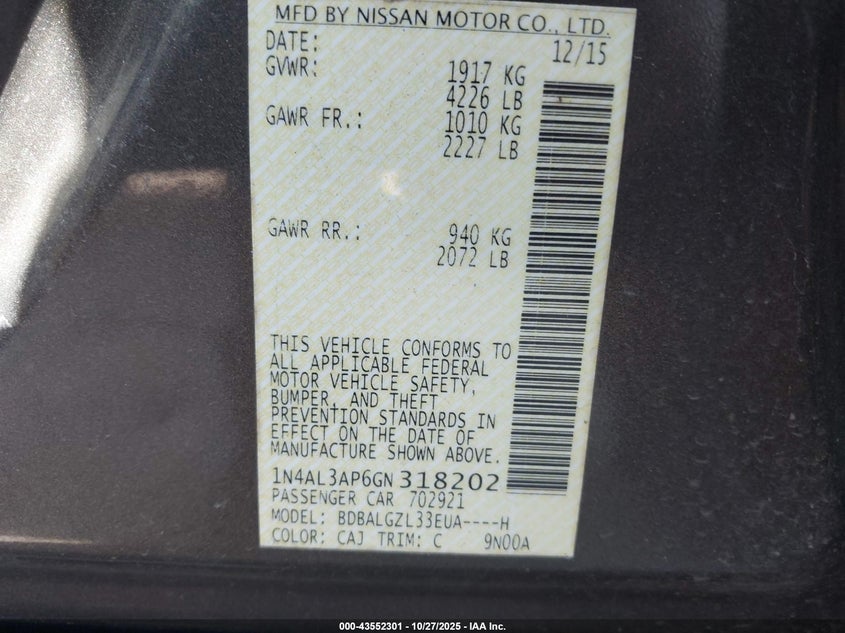 MFD BY NISSAN MOTOR CO., LTD.
DATE: 12/15
GVWR: 1917 KG
4226 LB
GAWR FR.: 1010 KG
2227 LB
GAWR RR.: 940 KG
2072 LB
THIS VEHICLE CONFORMS TO
ALL APPLICABLE FEDERAL
MOTOR VEHICLE SAFETY,
BUMPER, AND THEFT
PREVENTION STANDARDS IN
EFFECT ON THE DATE OF
MANUFACTURE SHOWN ABOVE.
1N4AL3AP6GN318202
PASSENGER CAR 702921
MODEL: BDBALGZL33EUA----H
COLOR: CAJ TRIM: C 9N00A
000-43552301 - 10/27/2025 - IAA Inc.